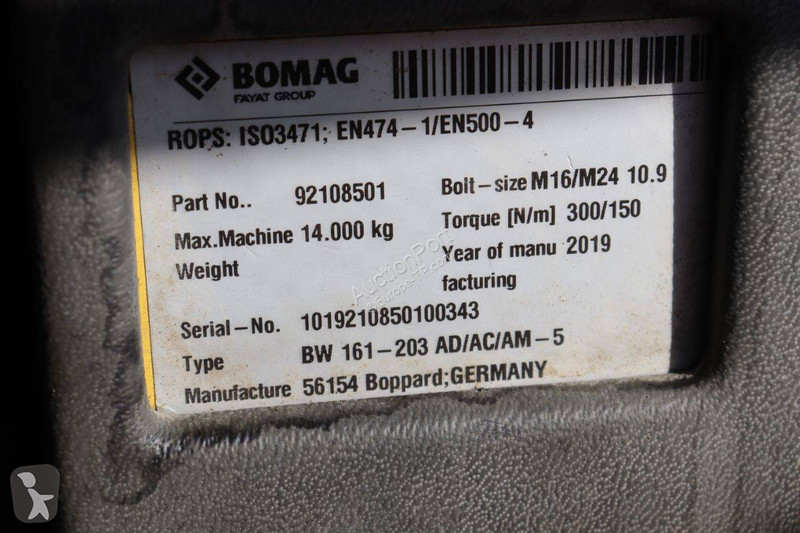 BOMAG
FAYAT GROUP
ROPS: ISO3471; EN474-1/EN500-4
Part No.. 92108501
Bolt-size M16/M24 10.9
Max.Machine 14.000 kg
Weight
Torque [N/m] 300/150
Year of manu 2019
facturing
Serial-No. 1019210850100343
Type BW 161-203 AD/AC/AM-5
Manufacture 56154 Boppard;GERMANY
AuctionPort